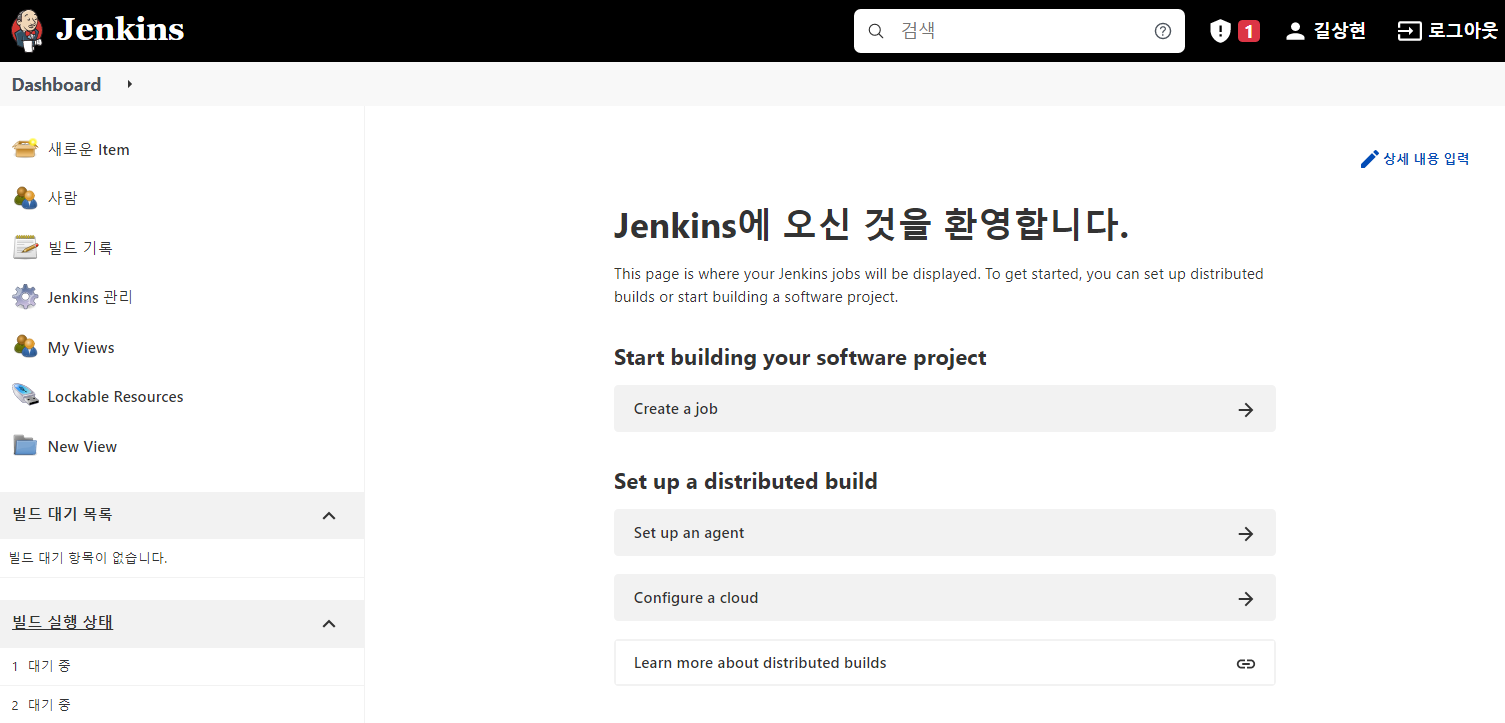 Jenkins
검색
1
길상현
로그아웃
Dashboard
새로운 Item
사람
빌드 기록
Jenkins 관리
My Views
Lockable Resources
New View
빌드 대기 목록
빌드 대기 항목이 없습니다.
빌드 실행 상태
1 대기 중
2 대기 중
상세 내용 입력
Jenkins에 오신 것을 환영합니다.
This page is where your Jenkins jobs will be displayed. To get started, you can set up distributed
builds or start building a software project.
Start building your software project
Create a job
Set up a distributed build
Set up an agent
Configure a cloud
Learn more about distributed builds